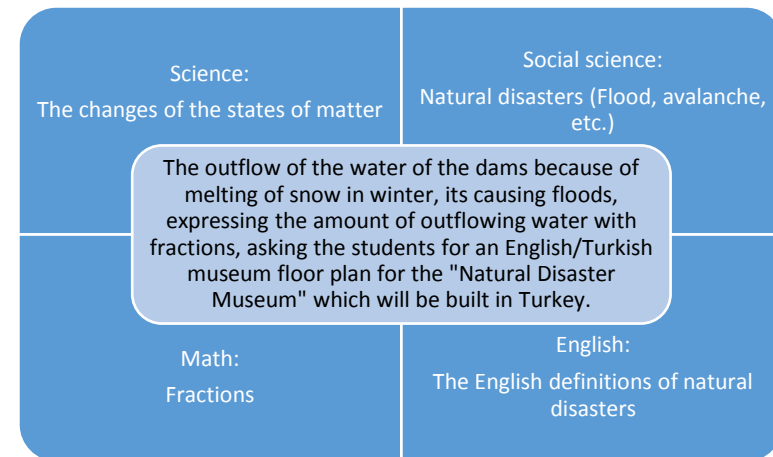 Science:
The changes of the states of matter
Social science:
Natural disasters (Flood, avalanche,
etc.)
The outflow of the water of the dams because of
melting of snow in winter, its causing floods,
expressing the amount of outflowing water with
fractions, asking the students for an English/Turkish
museum floor plan for the "Natural Disaster
Museum" which will be built in Turkey.
Math:
Fractions
English:
The English definitions of natural
disasters